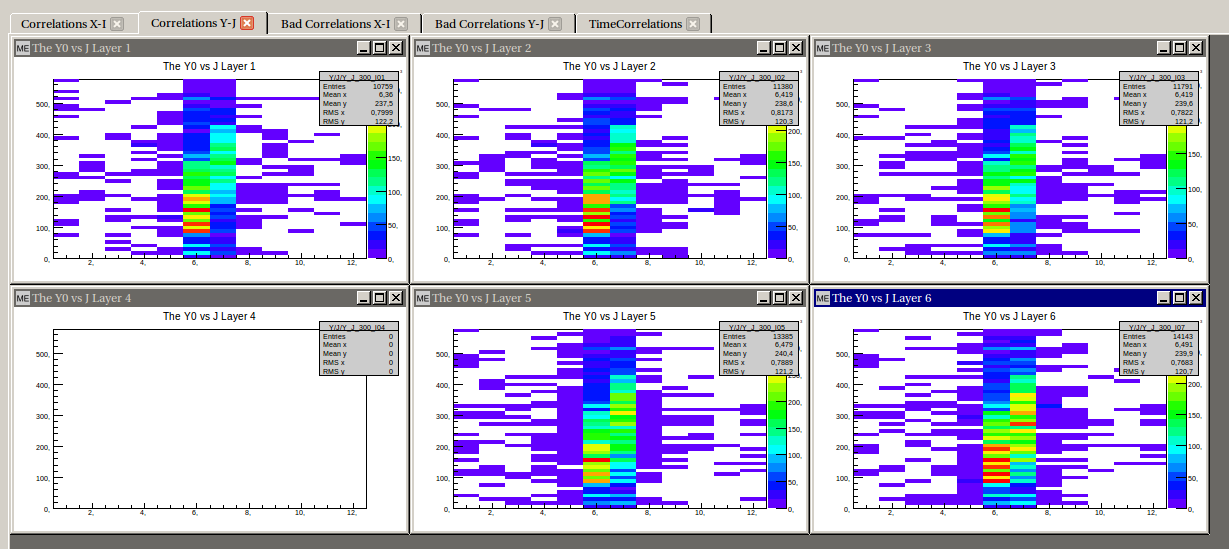 Correlations X-I Correlations Y-J Bad Correlations X-I Bad Correlations Y-J TimeCorrelations
ME The Y0 vs J Layer 1
The Y0 vs J Layer 1
Y/J/Y_J_300_l01
Entries 10759
Mean x 6,36
Mean y 237,5
RMS x 0,7999
RMS y 122,2
500,
400,
300,
200,
100,
0,
2, 4, 6, 8, 10, 12,
150,
100,
50,
0,
ME The Y0 vs J Layer 2
The Y0 vs J Layer 2
Y/J/Y_J_300_l02
Entries 11380
Mean x 6,419
Mean y 238,6
RMS x 0,8173
RMS y 120,3
500,
400,
300,
200,
100,
0,
2, 4, 6, 8, 10, 12,
200,
150,
100,
50,
0,
ME The Y0 vs J Layer 3
The Y0 vs J Layer 3
Y/J/Y_J_300_l03
Entries 11791
Mean x 6,419
Mean y 239,6
RMS x 0,7822
RMS y 121,2
500,
400,
300,
200,
100,
0,
2, 4, 6, 8, 10, 12,
150,
100,
50,
0,
ME The Y0 vs J Layer 4
The Y0 vs J Layer 4
Y/J/Y_J_300_l04
Entries 0
Mean x 0
Mean y 0
RMS x 0
RMS y 0
500,
400,
300,
200,
100,
0,
2, 4, 6, 8, 10, 12,
ME The Y0 vs J Layer 5
The Y0 vs J Layer 5
Y/J/Y_J_300_l05
Entries 13385
Mean x 6,479
Mean y 240,4
RMS x 0,7889
RMS y 121,2
500,
400,
300,
200,
100,
0,
2, 4, 6, 8, 10, 12,
200,
150,
100,
50,
0,
ME The Y0 vs J Layer 6
The Y0 vs J Layer 6
Y/J/Y_J_300_l07
Entries 14143
Mean x 6,491
Mean y 239,9
RMS x 0,7683
RMS y 120,7
500,
400,
300,
200,
100,
0,
2, 4, 6, 8, 10, 12,
200,
150,
100,
50,
0,